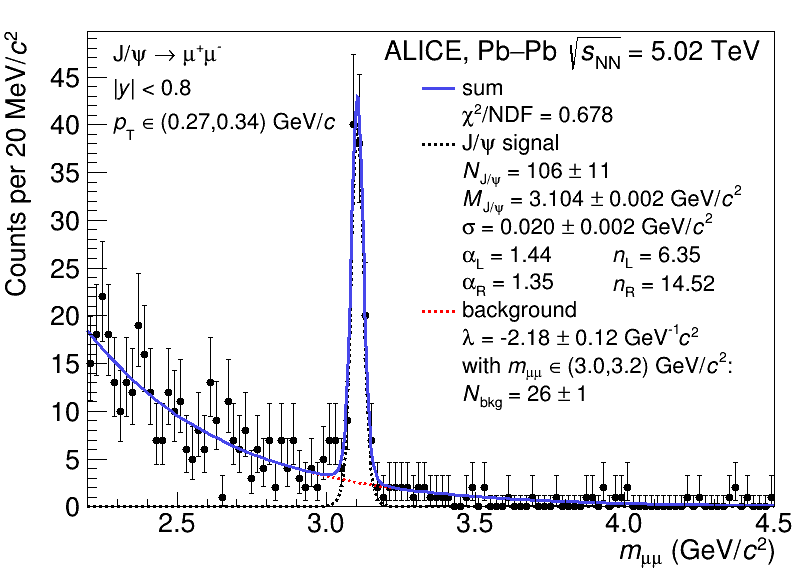 ALICE, Pb–Pb √s_NN = 5.02 TeV
J/ψ → μ⁺μ⁻
|y| < 0.8
p_T ∈ (0.27,0.34) GeV/c
sum
χ²/NDF = 0.678
J/ψ signal
N_J/ψ = 106 ± 11
M_J/ψ = 3.104 ± 0.002 GeV/c²
σ = 0.020 ± 0.002 GeV/c²
α_L = 1.44 n_L = 6.35
α_R = 1.35 n_R = 14.52
background
λ = -2.18 ± 0.12 GeV⁻¹c²
with m_μμ ∈ (3.0,3.2) GeV/c²:
N_bkg = 26 ± 1
Counts per 20 MeV/c²
45
40
35
30
25
20
15
10
5
0
2.5 3.0 3.5 4.0 4.5
m_μμ (GeV/c²)